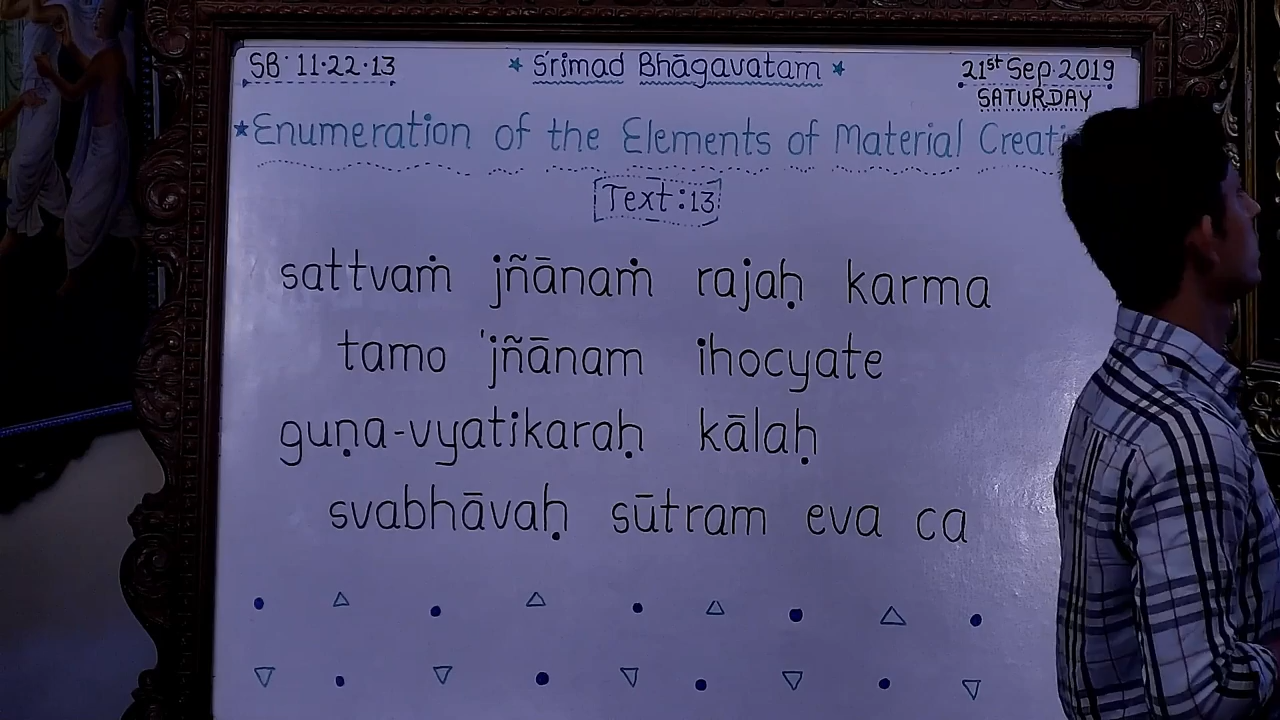 SB 11.22.13
* Śrīmad Bhāgavatam *
21st Sep. 2019
SATURDAY
* Enumeration of the Elements of Material Creati
Text: 13
sattvaṁ jñānaṁ rajaḥ karma
tamo 'jñānam ihocyate
guṇa-vyatikaraḥ kālaḥ
svabhāvaḥ sūtram eva ca